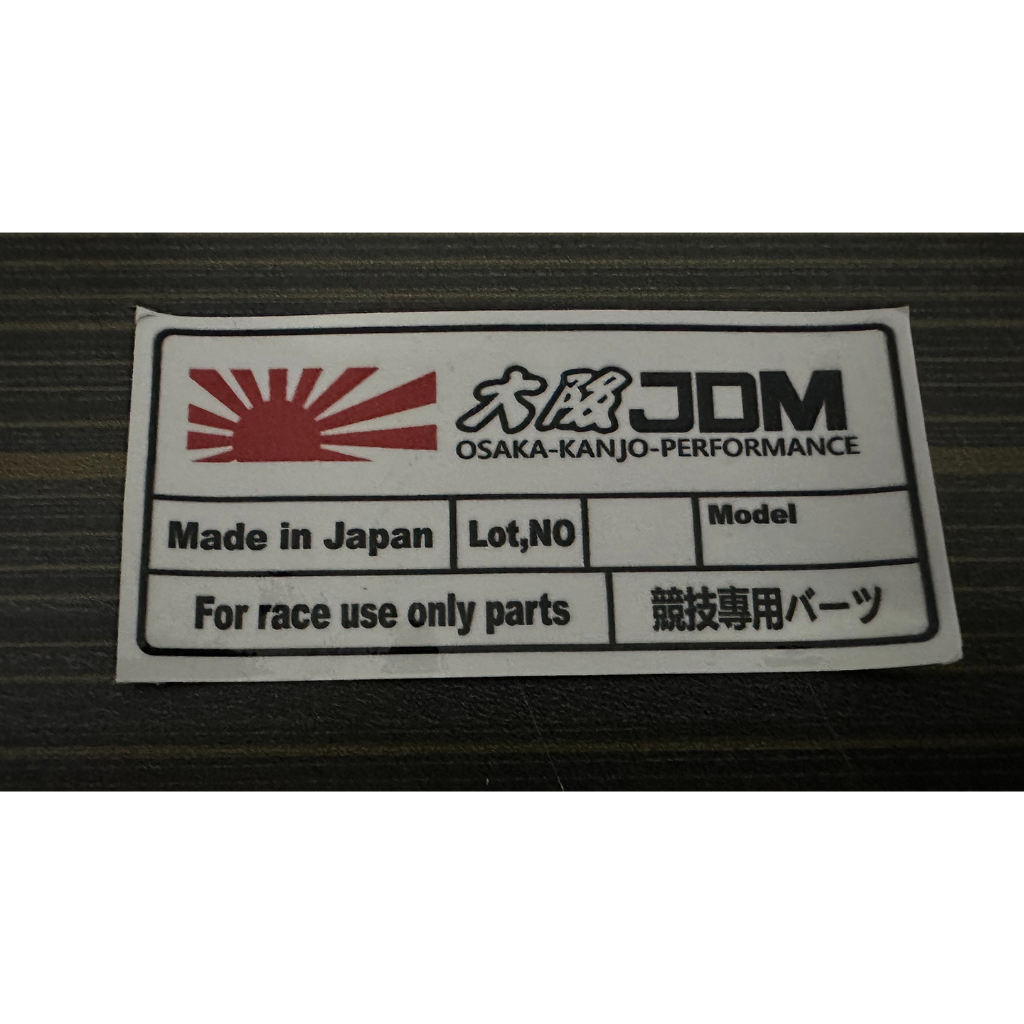 大阪JDM
OSAKA-KANJO-PERFORMANCE
Made in Japan
Lot,NO
Model
For race use only parts
競技專用パーツ